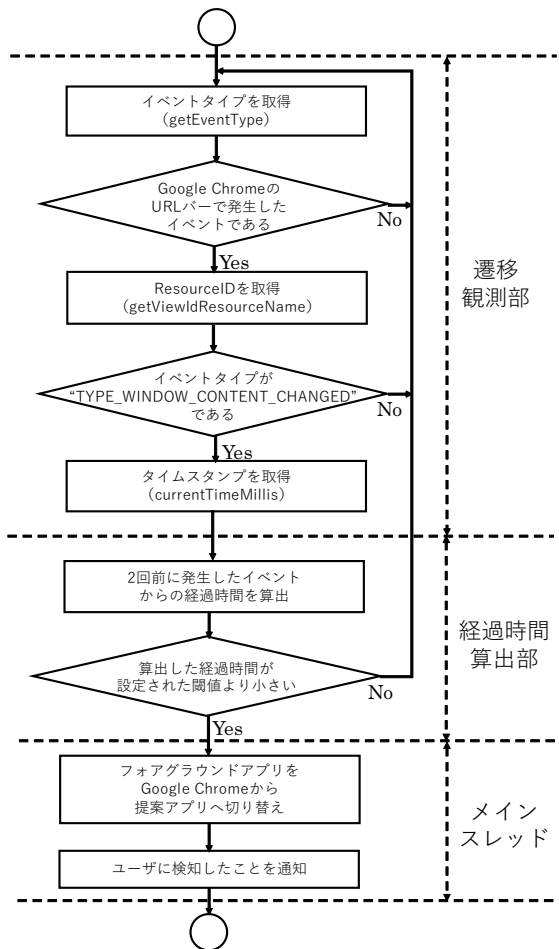 イベントタイプを取得
（getEventType）
Google Chromeの
URLバーで発生した
イベントである
No
Yes
ResourceIDを取得
（getViewIdResourceName）
遷移
観測部
イベントタイプが
“TYPE_WINDOW_CONTENT_CHANGED”
である
No
Yes
タイムスタンプを取得
（currentTimeMillis）
2回前に発生したイベント
からの経過時間を算出
経過時間
算出部
算出した経過時間が
設定された閾値より小さい
No
Yes
フォアグラウンドアプリを
Google Chromeから
提案アプリへ切り替え
メイン
スレッド
ユーザに検知したことを通知